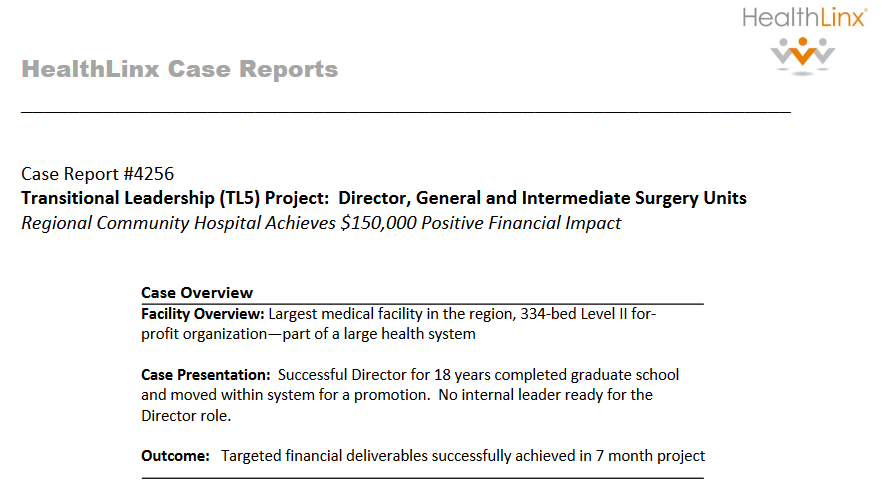 HealthLinx®
HealthLinx Case Reports
Case Report #4256
Transitional Leadership (TL5) Project:  Director, General and Intermediate Surgery Units
Regional Community Hospital Achieves $150,000 Positive Financial Impact
Case Overview
Facility Overview: Largest medical facility in the region, 334-bed Level II for-
profit organization—part of a large health system
Case Presentation:  Successful Director for 18 years completed graduate school
and moved within system for a promotion.  No internal leader ready for the
Director role.
Outcome:   Targeted financial deliverables successfully achieved in 7 month project